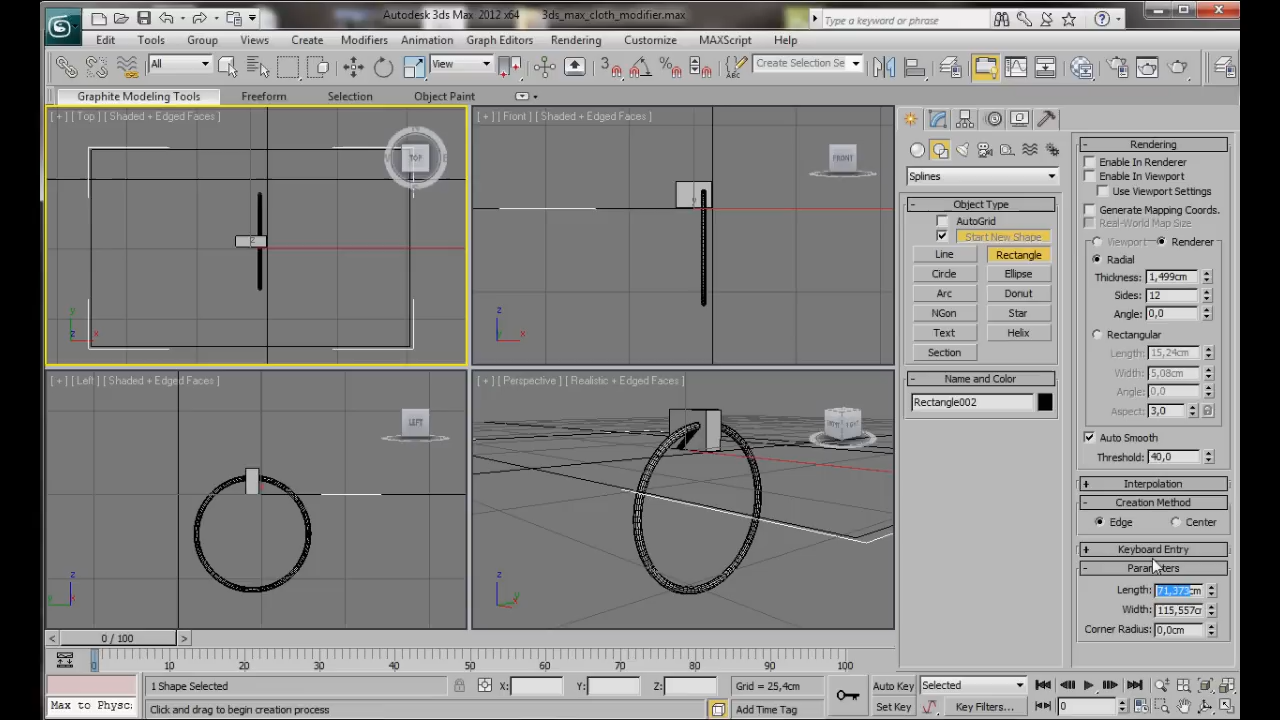 Autodesk 3ds Max 2012 x64    3ds_max_cloth_modifier.max
Type a keyword or phrase
Edit Tools Group Views Create Modifiers Animation Graph Editors Rendering Customize MAXScript Help
All
View
3
Create Selection Se
Graphite Modeling Tools Freeform Selection Object Paint
[ + ] [ Top ] [ Shaded + Edged Faces ]
TOP
[ + ] [ Front ] [ Shaded + Edged Faces ]
FRONT
[ + ] [ Left ] [ Shaded + Edged Faces ]
LEFT
[ + ] [ Perspective ] [ Realistic + Edged Faces ]
Splines
Object Type
AutoGrid
Start New Shape
Line Rectangle
Circle Ellipse
Arc Donut
NGon Star
Text Helix
Section
Name and Color
Rectangle002
Rendering
Enable In Renderer
Enable In Viewport
Use Viewport Settings
Generate Mapping Coords.
Real-World Map Size
Viewport Renderer
Radial
Thickness: 1,499cm
Sides: 12
Angle: 0,0
Rectangular
Length: 15,24cm
Width: 5,08cm
Angle: 0,0
Aspect: 3,0
Auto Smooth
Threshold: 40,0
Interpolation
Creation Method
Edge Center
Keyboard Entry
Parameters
Length: 71,373cm
Width: 115,557c
Corner Radius: 0,0cm
0 / 100
0 10 20 30 40 50 60 70 80 90 100
1 Shape Selected
X: Y: Z:
Grid = 25,4cm
Auto Key
Selected
Max to Physc:
Click and drag to begin creation process
Add Time Tag
Set Key
Key Filters...
0